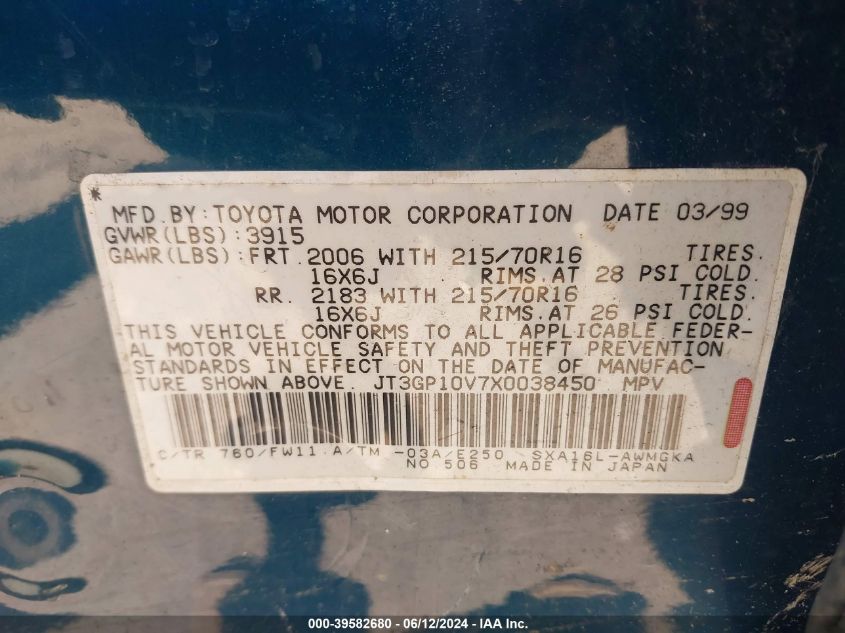 MFD.BY:TOYOTA MOTOR CORPORATION DATE 03/99
GVWR(LBS):3915
GAWR(LBS):FRT.2006 WITH 215/70R16 TIRES.
16X6J RIMS.AT 28 PSI COLD.
RR. 2183 WITH 215/70R16 TIRES.
16X6J RIMS.AT 26 PSI COLD.
THIS VEHICLE CONFORMS TO ALL APPLICABLE FEDER-
AL MOTOR VEHICLE SAFETY AND THEFT PREVENTION
STANDARDS IN EFFECT ON THE DATE OF MANUFAC-
TURE SHOWN ABOVE. JT3GP10V7X0038450 MPV
C/TR 760/FW11 A/TM -03A/E250 SXA16L-AWMGKA
NO 506 MADE IN JAPAN
000-39582680 - 06/12/2024 - IAA Inc.